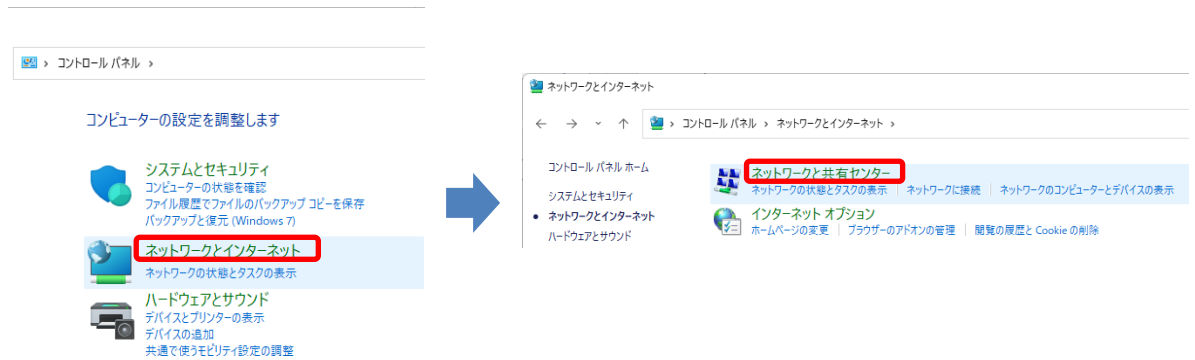 コントロール パネル
コンピューターの設定を調整します
システムとセキュリティ
コンピューターの状態を確認
ファイル履歴でファイルのバックアップ コピーを保存
バックアップと復元 (Windows 7)
ネットワークとインターネット
ネットワークの状態とタスクの表示
ハードウェアとサウンド
デバイスとプリンターの表示
デバイスの追加
共通で使うモビリティ設定の調整
ネットワークとインターネット
コントロール パネル › ネットワークとインターネット ›
コントロール パネル ホーム
システムとセキュリティ
ネットワークとインターネット
ハードウェアとサウンド
ネットワークと共有センター
ネットワークの状態とタスクの表示 | ネットワークに接続 | ネットワークのコンピューターとデバイスの表示
インターネット オプション
ホームページの変更 | ブラウザーのアドオンの管理 | 閲覧の履歴と Cookie の削除